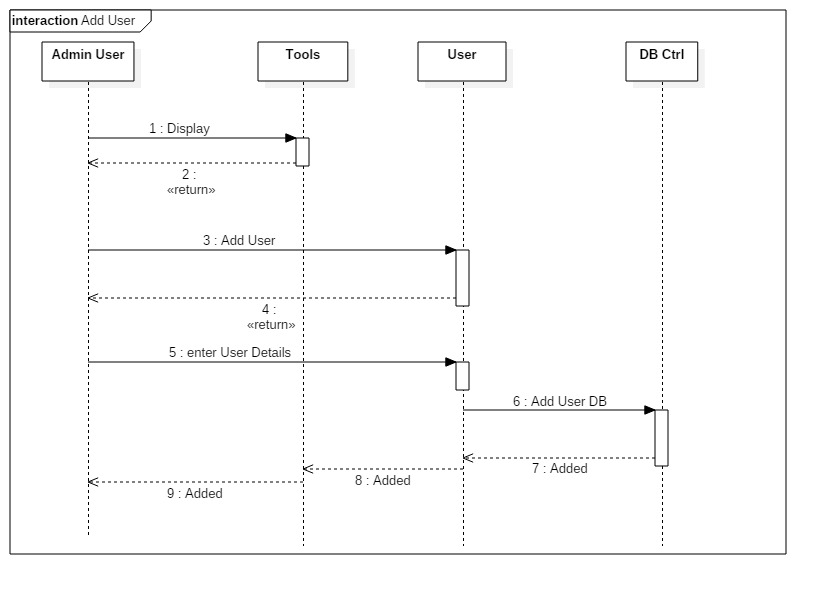 interaction Add User
Admin User
Tools
User
DB Ctrl
1 : Display
2 :
«return»
3 : Add User
4 :
«return»
5 : enter User Details
6 : Add User DB
7 : Added
8 : Added
9 : Added